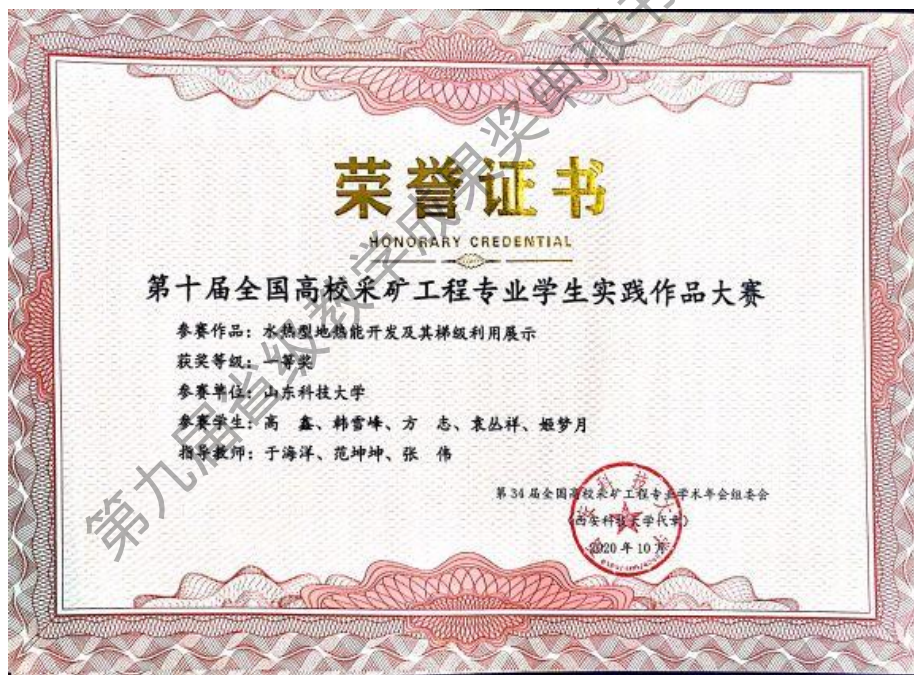 荣誉证书
HONORARY CREDENTIAL
第十届全国高校采矿工程专业学生实践作品大赛
参赛作品：水热型地热能开发及其梯级利用展示
获奖等级：一等奖
参赛单位：山东科技大学
参赛学生：高　鑫、韩雪峰、方　志、袁丛祥、姬梦月
指导教师：于海洋、范坤坤、张　伟
第34届全国高校采矿工程专业学术年会组委会
（西安科技大学代章）
2020年10月
第九届省级教学成果奖申报书